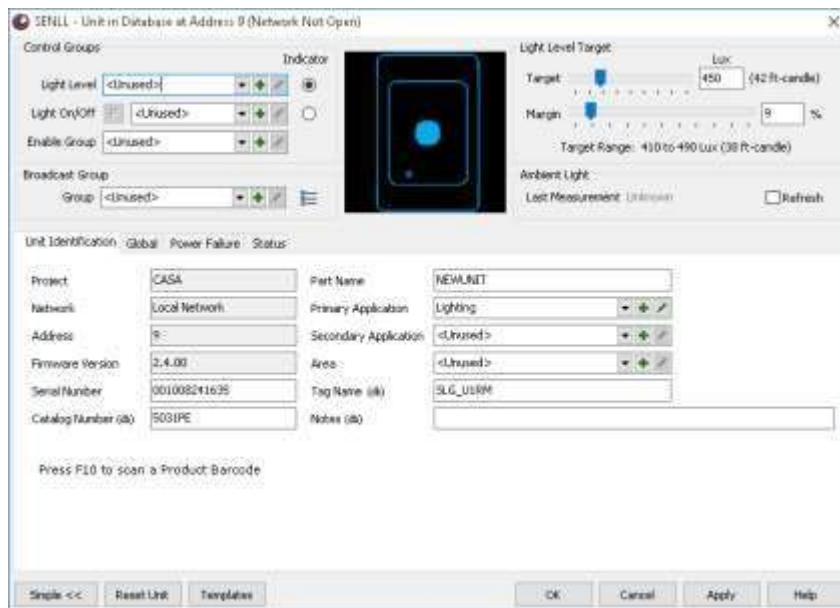 SENLL - Unit in Database at Address 9 (Network Not Open)
Control Groups
Indicator
Light Level <Unused>
Light On/Off <Unused>
Enable Group <Unused>
Broadcast Group
Group <Unused>
Light Level Target
Lux
Target 450 (42 ft-candle)
Margin 9 %
Target Range: 410 to 490 Lux (38 ft-candle)
Ambient Light
Last Measurement Unknown Refresh
Unit Identification Global Power Failure Status
Project CASA Part Name NEWUNIT
Network Local Network Primary Application Lighting
Address 9 Secondary Application <Unused>
Firmware Version 2.4.00 Area <Unused>
Serial Number 001008241635 Tag Name (db) SLG_U1RM
Catalog Number (db) 5031PE Notes (db)
Press F10 to scan a Product Barcode
Simple << Reset Unit Templates OK Cancel Apply Help